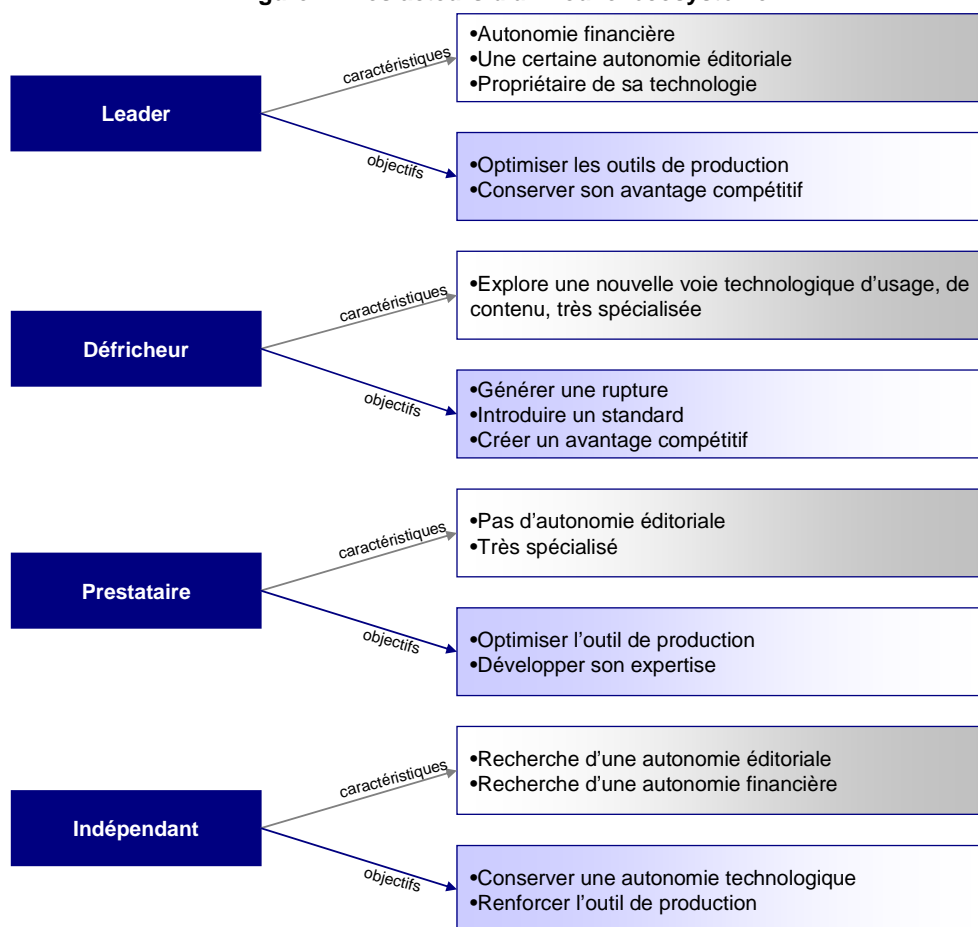 caractéristiques
•Autonomie financière
•Une certaine autonomie éditoriale
•Propriétaire de sa technologie
Leader
objectifs
•Optimiser les outils de production
•Conserver son avantage compétitif
caractéristiques
•Explore une nouvelle voie technologique d’usage, de
contenu, très spécialisée
Défricheur
objectifs
•Générer une rupture
•Introduire un standard
•Créer un avantage compétitif
caractéristiques
•Pas d’autonomie éditoriale
•Très spécialisé
Prestataire
objectifs
•Optimiser l’outil de production
•Développer son expertise
caractéristiques
•Recherche d’une autonomie éditoriale
•Recherche d’une autonomie financière
Indépendant
objectifs
•Conserver une autonomie technologique
•Renforcer l’outil de production